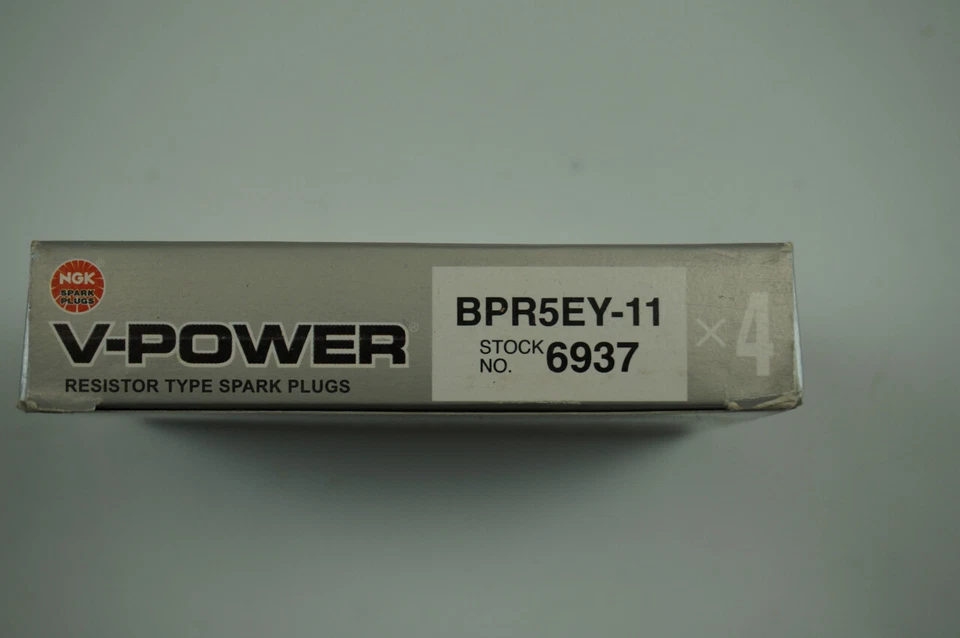 NGK
SPARK
PLUGS
V-POWER®
RESISTOR TYPE SPARK PLUGS
BPR5EY-11
STOCK NO. 6937
×4